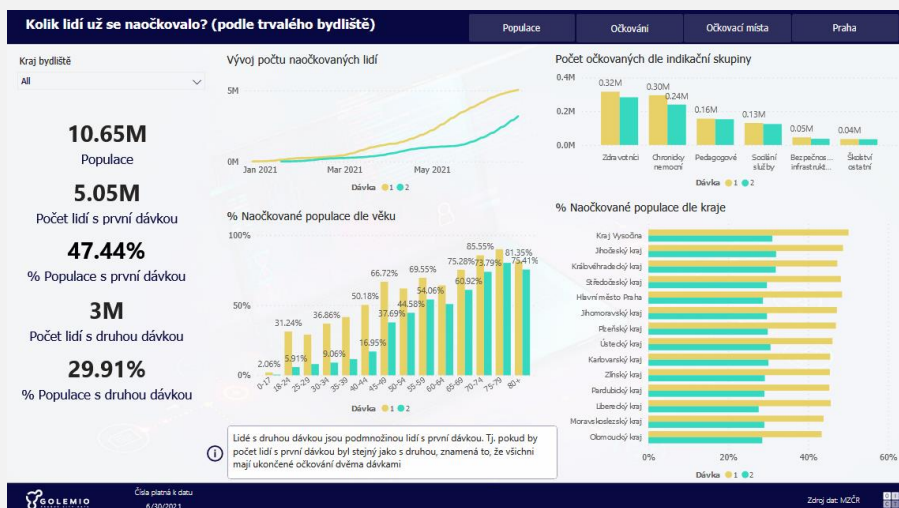 Kolik lidí už se naočkovalo? (podle trvalého bydliště)
Populace
Očkování
Očkovací místa
Praha
Kraj bydliště
All
10.65M
Populace
5.05M
Počet lidí s první dávkou
47.44%
% Populace s první dávkou
3M
Počet lidí s druhou dávkou
29.91%
% Populace s druhou dávkou
Vývoj počtu naočkovaných lidí
5M
0M
Jan 2021 Mar 2021 May 2021
Dávka 1 2
% Naočkované populace dle věku
100%
50%
0%
2.06% 31.24% 5.91% 36.86% 9.06% 50.18% 16.95% 66.72% 37.69% 44.58% 69.55% 54.06% 60.92% 75.28% 73.79% 85.55% 81.35% 75.41%
0-17 18-24 25-29 30-34 35-39 40-44 45-49 50-54 55-59 60-64 65-69 70-74 75-79 80+
Dávka 1 2
Lidé s druhou dávkou jsou podmnožinou lidí s první dávkou. Tj. pokud by
počet lidí s první dávkou byl stejný jako s druhou, znamená to, že všichni
mají ukončené očkování dvěma dávkami
Počet očkovaných dle indikační skupiny
0.4M
0.2M
0.0M
0.32M 0.30M 0.24M 0.16M 0.13M 0.05M 0.04M
Zdravotníci Chronicky Pedagogové Sociální Bezpečnos... Školství
nemocní služby infrastrukt... ostatní
Dávka 1 2
% Naočkované populace dle kraje
Kraj Vysočina
Jihočeský kraj
Královéhradecký kraj
Středočeský kraj
Hlavní město Praha
Jihomoravský kraj
Plzeňský kraj
Ústecký kraj
Karlovarský kraj
Zlínský kraj
Pardubický kraj
Liberecký kraj
Moravskoslezský kraj
Olomoucký kraj
0% 20% 40% 60%
Dávka 1 2
GOLEMIO
Čísla platná k datu
6/30/2021
Zdroj dat: MZČR